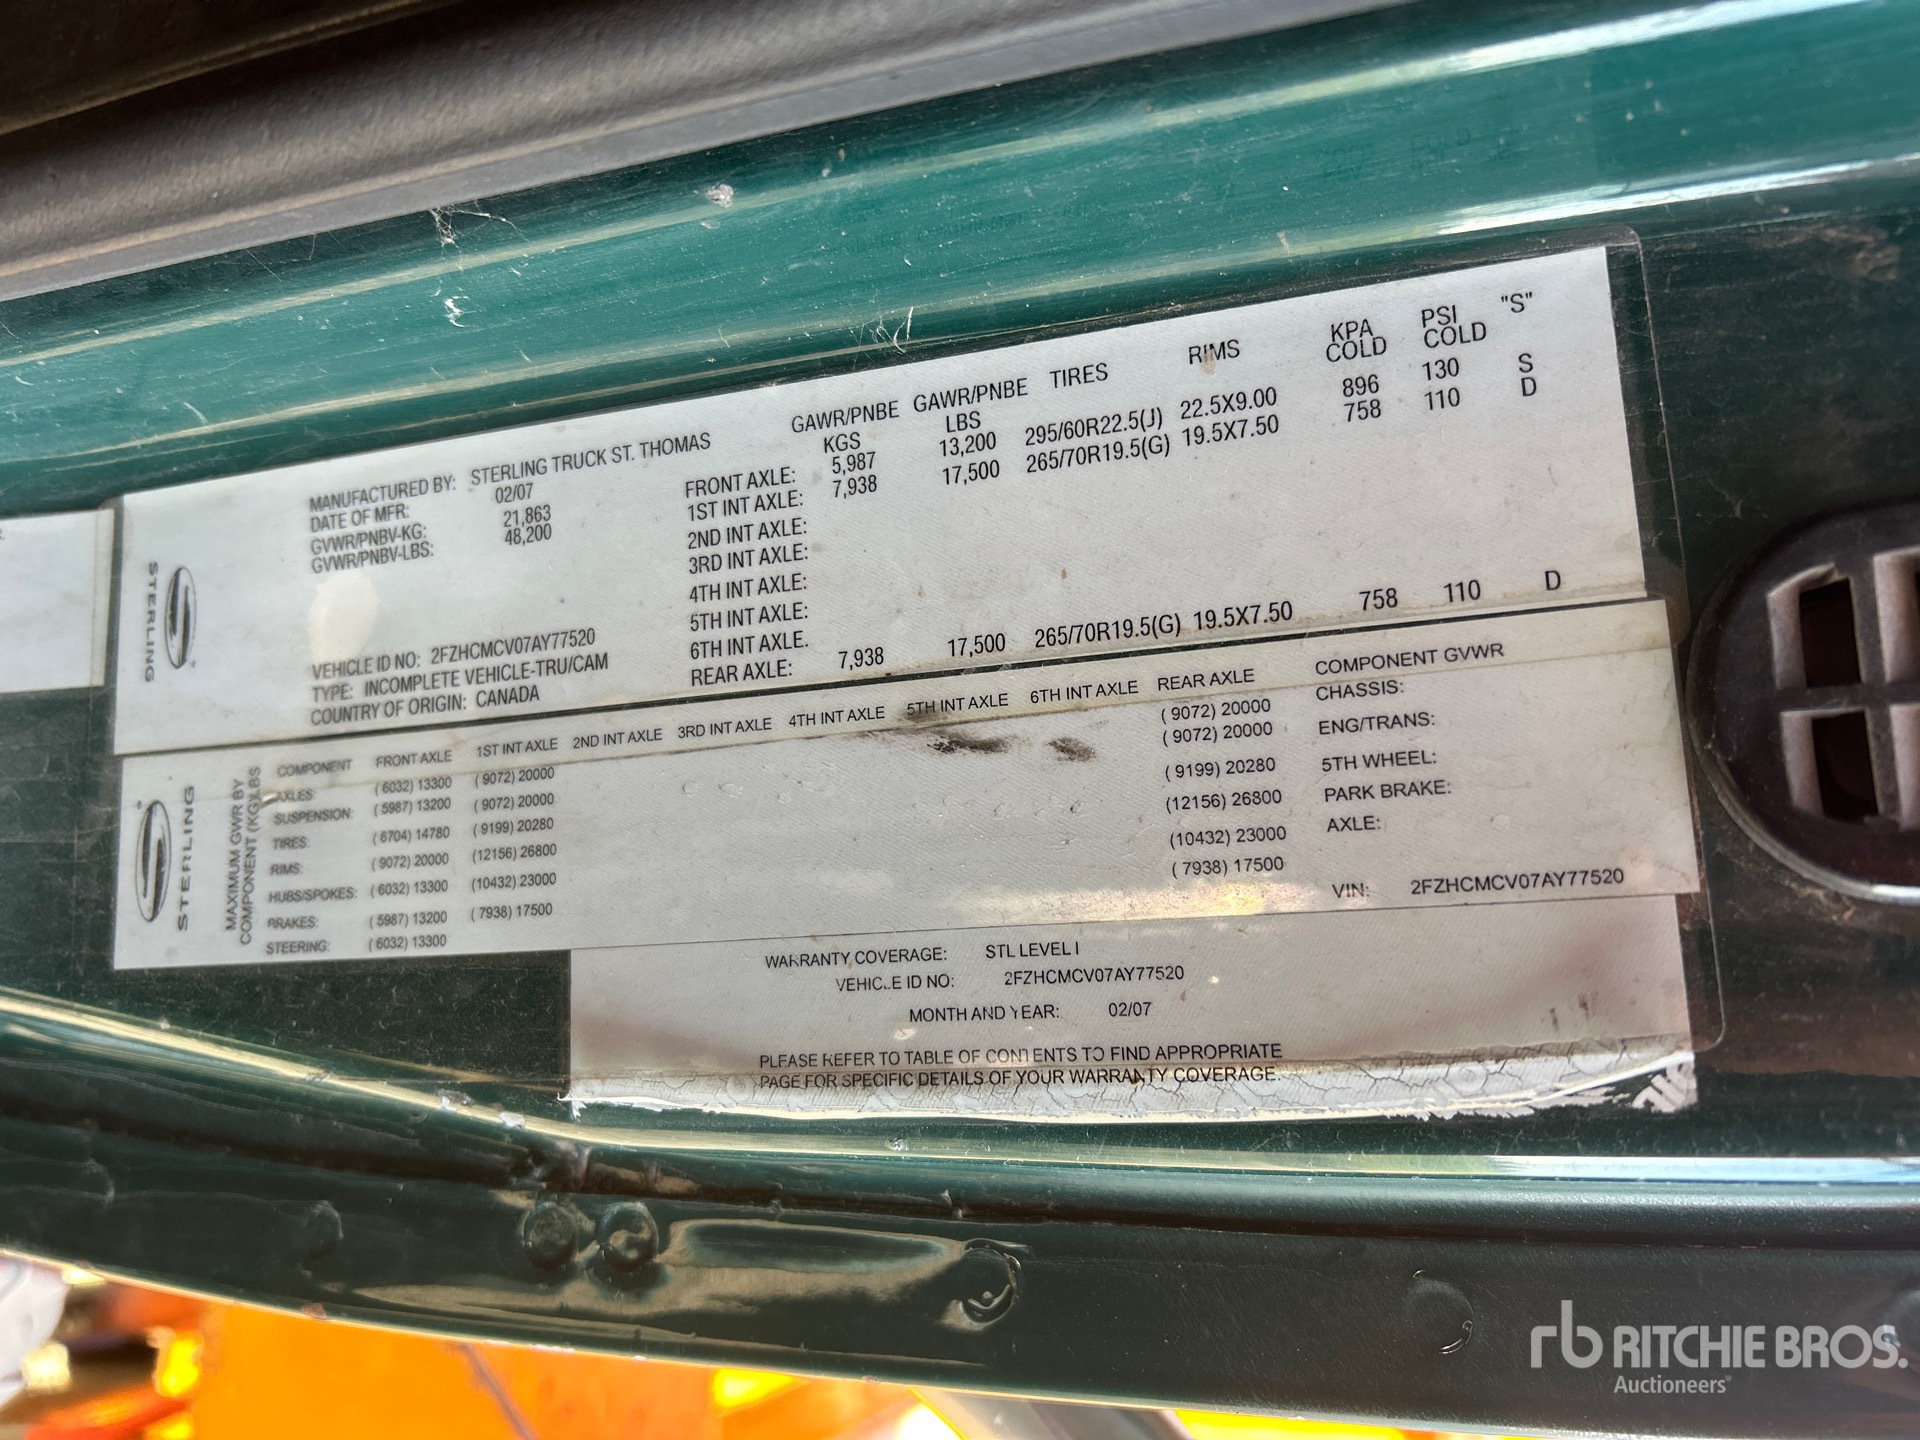 STERLING
MANUFACTURED BY: STERLING TRUCK ST. THOMAS
DATE OF MFR: 02/07
GVWR/PNBV-KG: 21,863
GVWR/PNBV-LBS: 48,200
VEHICLE ID NO: 2FZHCMCV07AY77520
TYPE: INCOMPLETE VEHICLE-TRU/CAM
COUNTRY OF ORIGIN: CANADA
GAWR/PNBE KGS GAWR/PNBE LBS TIRES RIMS KPA COLD PSI COLD "S"
FRONT AXLE: 5,987 13,200 295/60R22.5(J) 22.5X9.00 896 130 S
1ST INT AXLE: 7,938 17,500 265/70R19.5(G) 19.5X7.50 758 110 D
2ND INT AXLE:
3RD INT AXLE:
4TH INT AXLE:
5TH INT AXLE:
6TH INT AXLE.
REAR AXLE: 7,938 17,500 265/70R19.5(G) 19.5X7.50 758 110 D
STERLING
MAXIMUM GWR BY
COMPONENT (KG)LBS
COMPONENT FRONT AXLE 1ST INT AXLE 2ND INT AXLE 3RD INT AXLE 4TH INT AXLE 5TH INT AXLE 6TH INT AXLE REAR AXLE
AXLES: (6032) 13300 (9072) 20000 (9072) 20000
SUSPENSION: (5987) 13200 (9072) 20000 (9072) 20000
TIRES: (6704) 14780 (9199) 20280 (9199) 20280
RIMS: (9072) 20000 (12156) 26800 (12156) 26800
HUBS/SPOKES: (6032) 13300 (10432) 23000 (10432) 23000
BRAKES: (5987) 13200 (7938) 17500 (7938) 17500
STEERING: (6032) 13300
COMPONENT GVWR
CHASSIS:
ENG/TRANS:
5TH WHEEL:
PARK BRAKE:
AXLE:
VIN: 2FZHCMCV07AY77520
WARRANTY COVERAGE: STL LEVEL I
VEHICLE ID NO: 2FZHCMCV07AY77520
MONTH AND YEAR: 02/07
PLEASE REFER TO TABLE OF CONTENTS TO FIND APPROPRIATE
PAGE FOR SPECIFIC DETAILS OF YOUR WARRANTY COVERAGE.
rb RITCHIE BROS.
Auctioneers